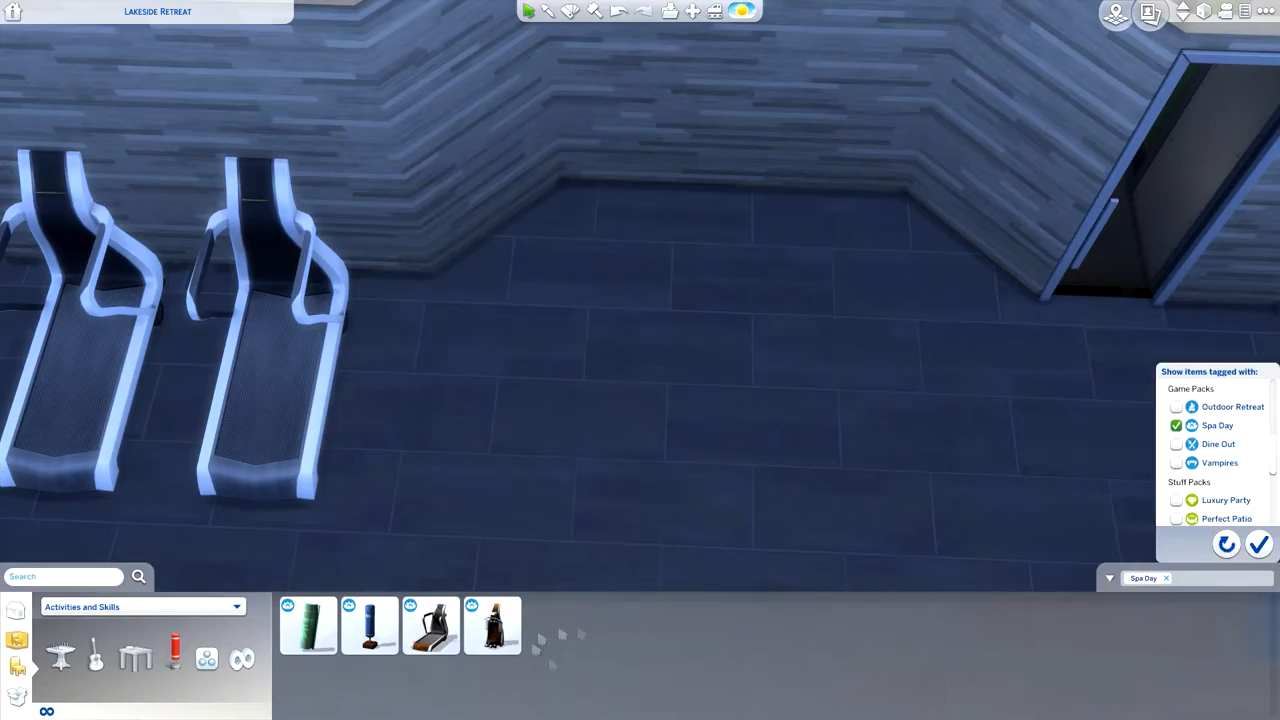 LAKESIDE RETREAT
Show items tagged with:
Game Packs
Outdoor Retreat
Spa Day
Dine Out
Vampires
Stuff Packs
Luxury Party
Perfect Patio
Search
Spa Day
Activities and Skills